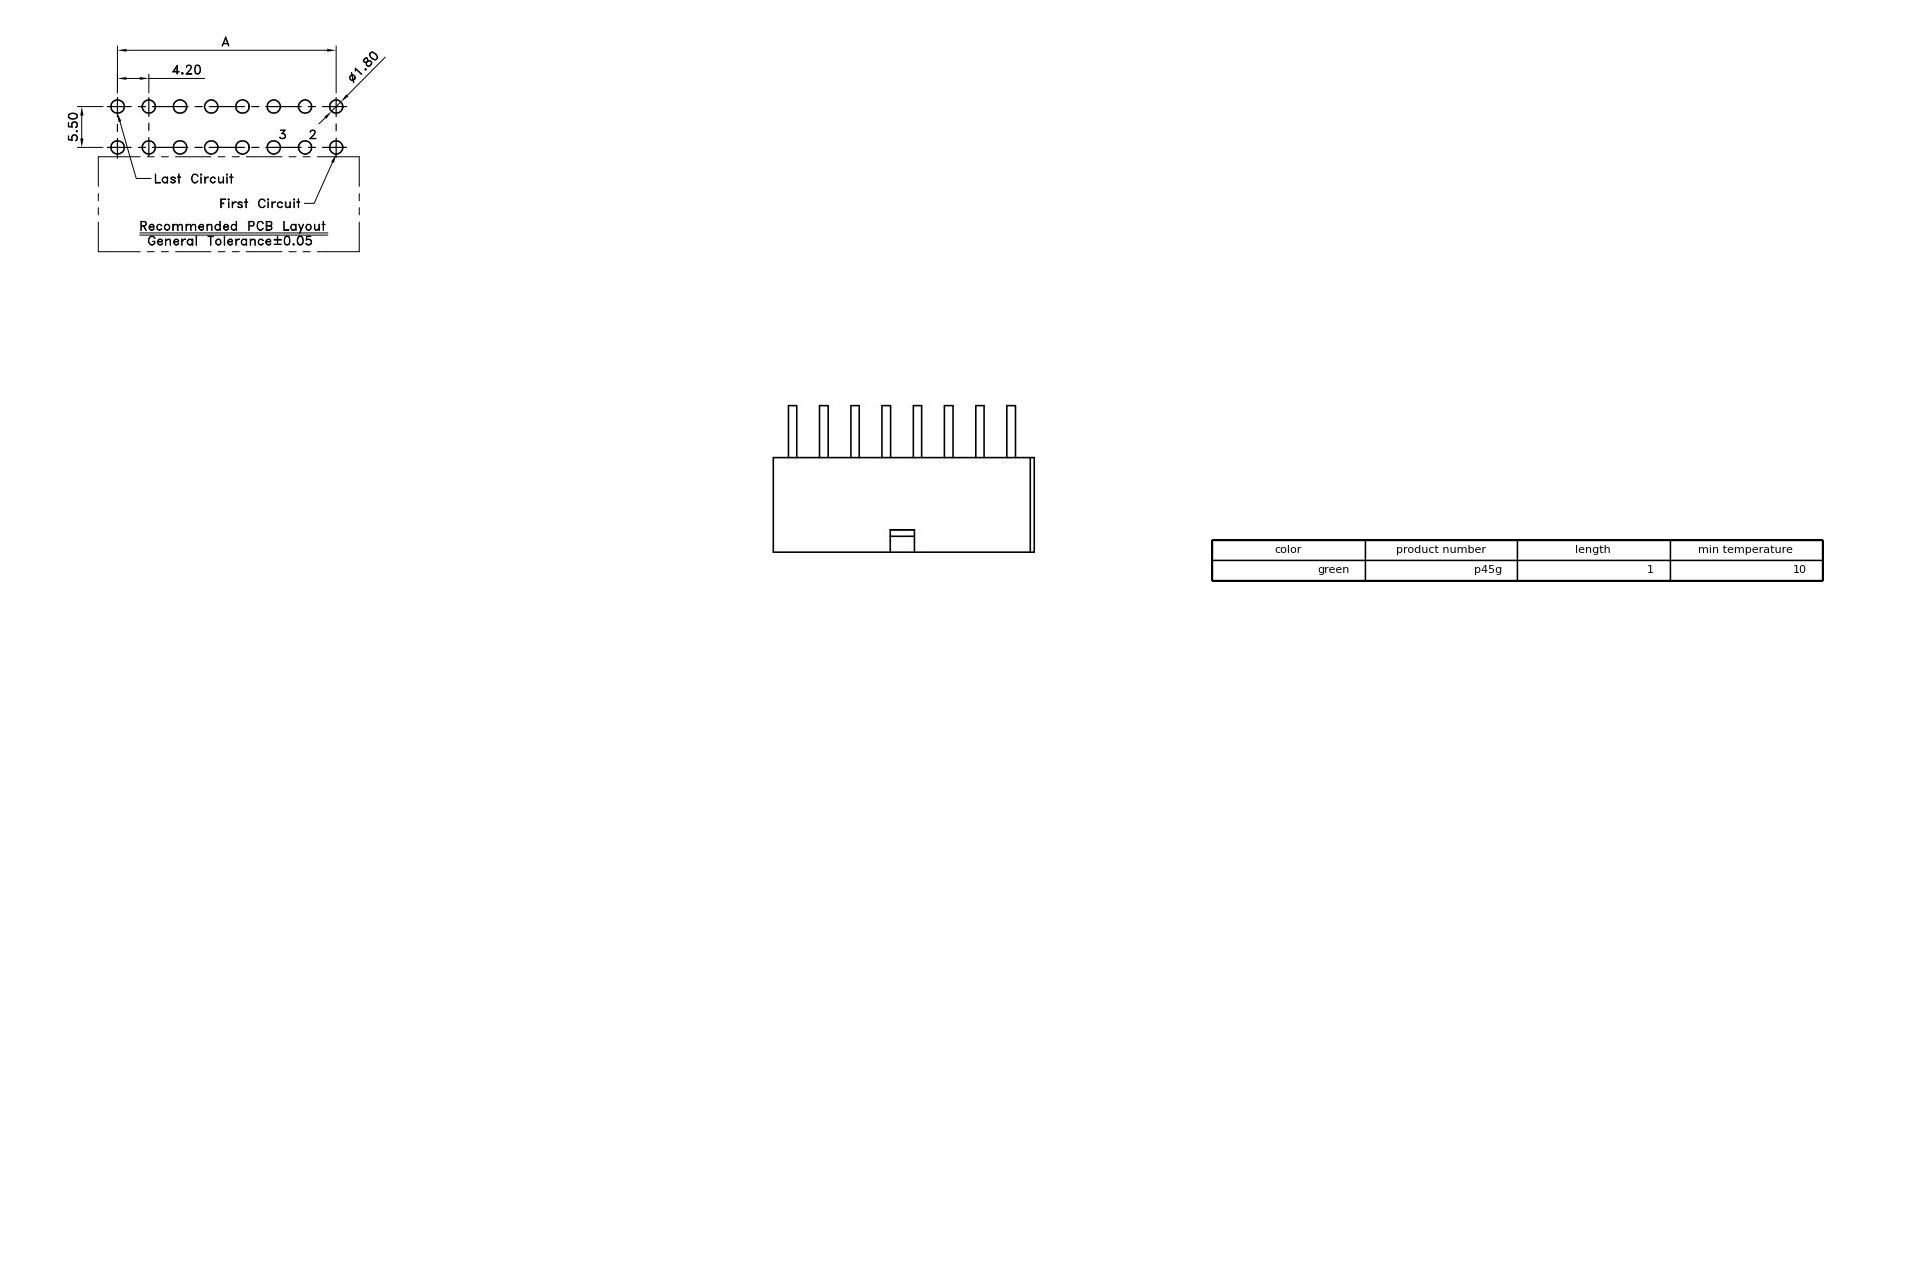 A
4.20
ø1.80
5.50
3 2
Last Circuit
First Circuit
Recommended PCB Layout
General Tolerance±0.05
color product number length min temperature
green p45g 1 10